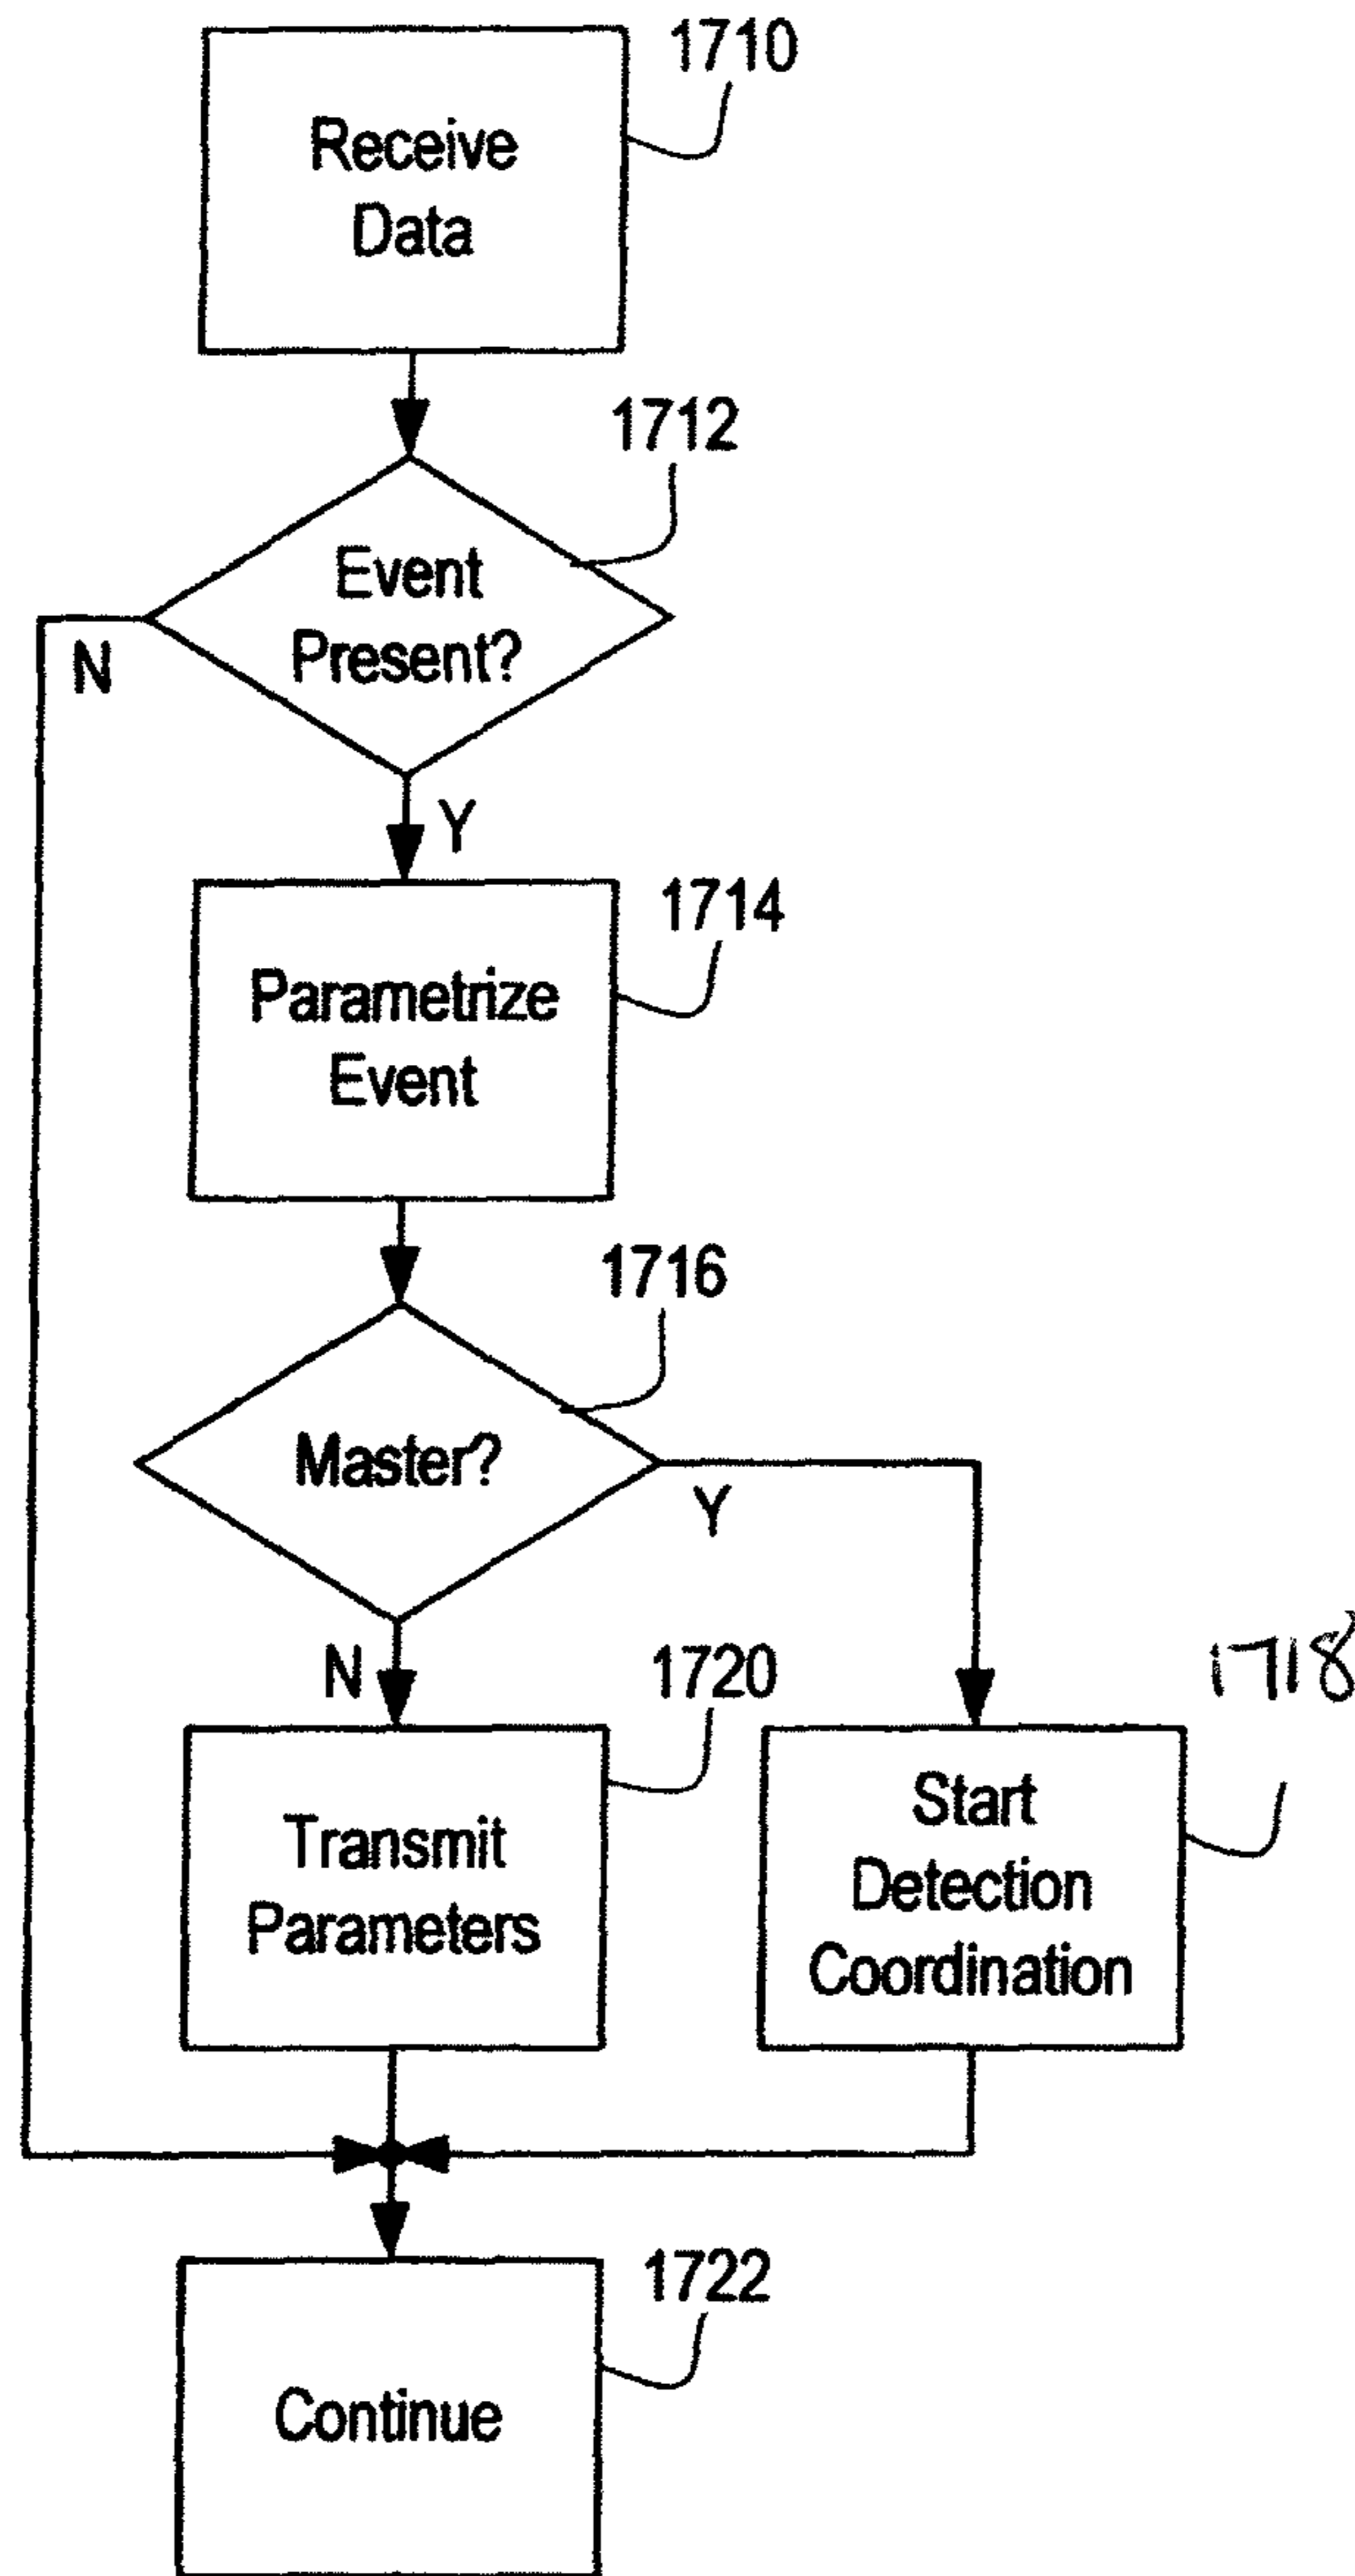 1710
Receive
Data
1712
Event
Present?
N
Y
1714
Parametrize
Event
1716
Master?
Y
N
1720
1718
Transmit
Parameters
Start
Detection
Coordination
1722
Continue